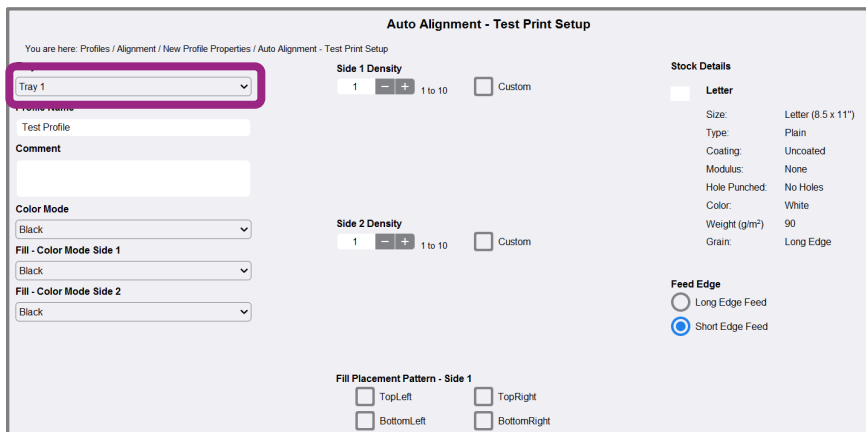 Auto Alignment - Test Print Setup
You are here: Profiles / Alignment / New Profile Properties / Auto Alignment - Test Print Setup
Tray 1
Profile Name
Test Profile
Comment
Color Mode
Black
Fill - Color Mode Side 1
Black
Fill - Color Mode Side 2
Black
Side 1 Density
1 − + 1 to 10 Custom
Side 2 Density
1 − + 1 to 10 Custom
Fill Placement Pattern - Side 1
TopLeft TopRight
BottomLeft BottomRight
Stock Details
Letter
Size: Letter (8.5 x 11")
Type: Plain
Coating: Uncoated
Modulus: None
Hole Punched: No Holes
Color: White
Weight (g/m²) 90
Grain: Long Edge
Feed Edge
Long Edge Feed
Short Edge Feed